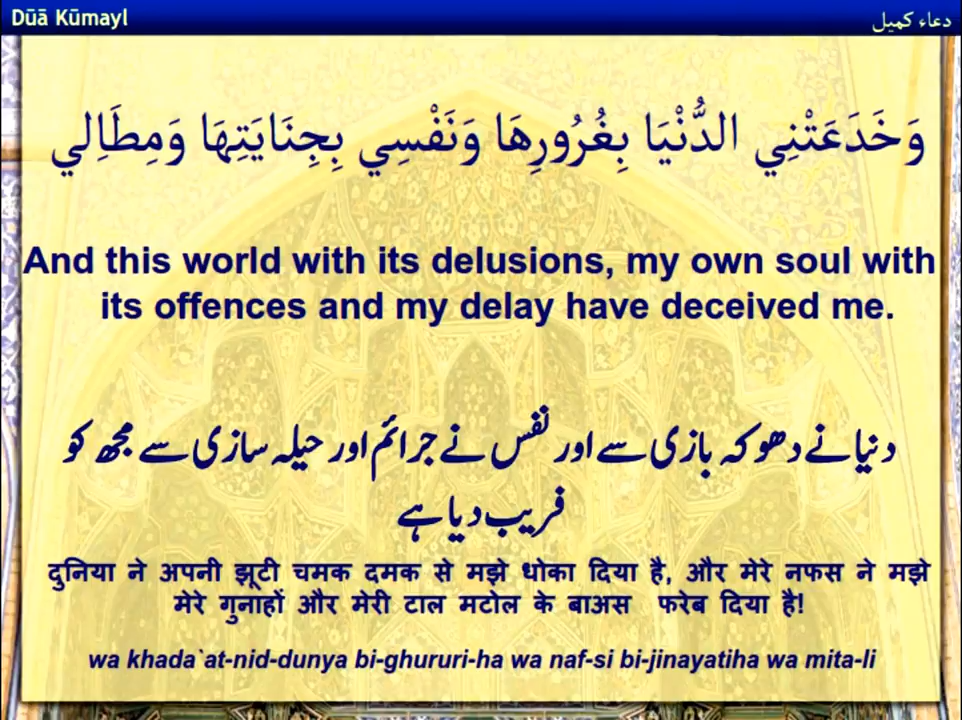 Dūā Kūmayl
دعاء كميل
وَخَدَعَتْنِي الدُّنْيَا بِغُرُورِهَا وَنَفْسِي بِجِنَايَتِهَا وَمِطَالِي
And this world with its delusions, my own soul with
its offences and my delay have deceived me.
دنیا نے دھوکہ بازی سے اور نفس نے جرائم اور حیلہ سازی سے مجھ کو
فریب دیا ہے
दुनिया ने अपनी झूटी चमक दमक से मझे धोका दिया है, और मेरे नफस ने मझे
मेरे गुनाहों और मेरी टाल मटोल के बाअस फरेब दिया है!
wa khada`at-nid-dunya bi-ghururi-ha wa naf-si bi-jinayatiha wa mita-li